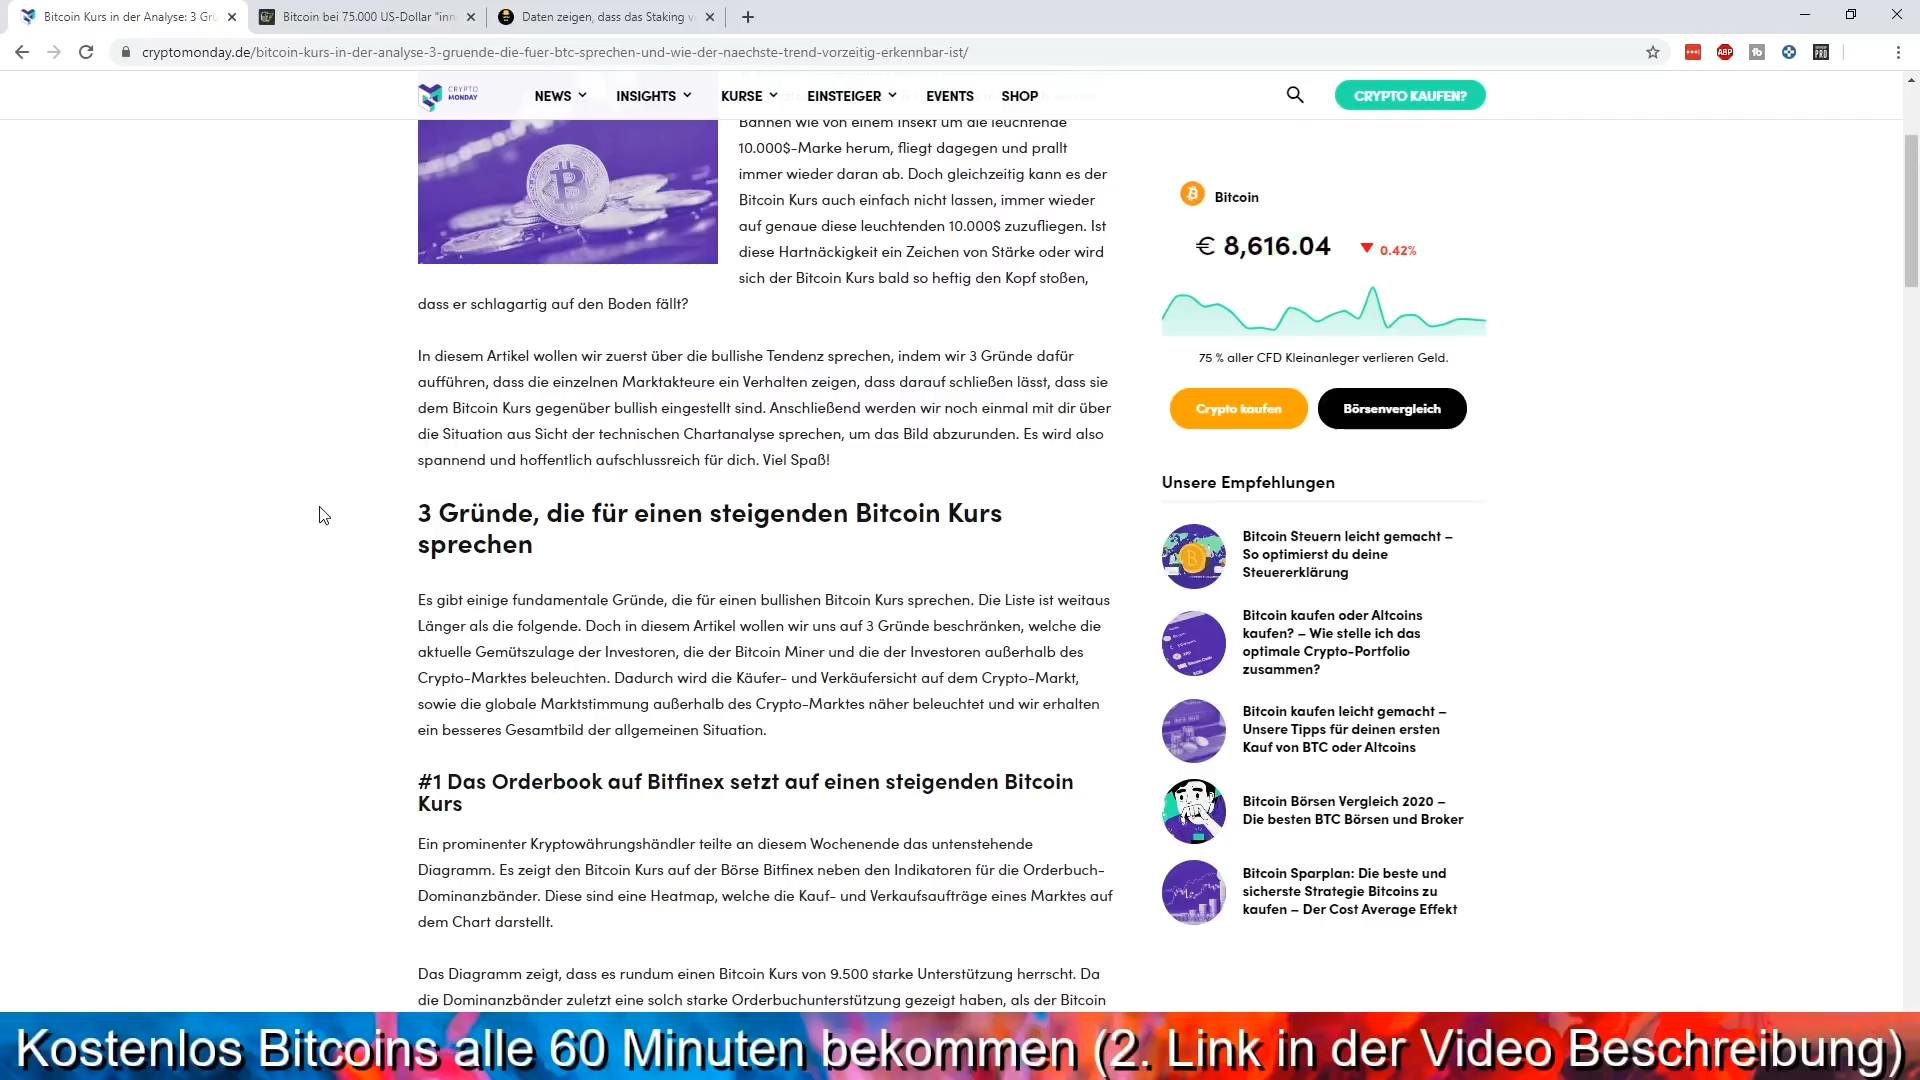 Bitcoin Kurs in der Analyse: 3 Gr
Bitcoin bei 75.000 US-Dollar "inn
Daten zeigen, dass das Staking v
cryptomonday.de/bitcoin-kurs-in-der-analyse-3-gruende-die-fuer-btc-sprechen-und-wie-der-naechste-trend-vorzeitig-erkennbar-ist/
ABP
PRO
CRYPTO
MONDAY
NEWS
INSIGHTS
KURSE
EINSTEIGER
EVENTS
SHOP
CRYPTO KAUFEN?
Bahnen wie von einem Insekt um die leuchtende
10.000$-Marke herum, fliegt dagegen und prallt
immer wieder daran ab. Doch gleichzeitig kann es der
Bitcoin Kurs auch einfach nicht lassen, immer wieder
auf genaue diese leuchtenden 10.000$ zuzufliegen. Ist
diese Hartnäckigkeit ein Zeichen von Stärke oder wird
sich der Bitcoin Kurs bald so heftig den Kopf stoßen,
dass er schlagartig auf den Boden fällt?
In diesem Artikel wollen wir zuerst über die bullishe Tendenz sprechen, indem wir 3 Gründe dafür
aufführen, dass die einzelnen Marktakteure ein Verhalten zeigen, dass darauf schließen lässt, dass sie
dem Bitcoin Kurs gegenüber bullish eingestellt sind. Anschließend werden wir noch einmal mit dir über
die Situation aus Sicht der technischen Chartanalyse sprechen, um das Bild abzurunden. Es wird also
spannend und hoffentlich aufschlussreich für dich. Viel Spaß!
3 Gründe, die für einen steigenden Bitcoin Kurs
sprechen
Es gibt einige fundamentale Gründe, die für einen bullishen Bitcoin Kurs sprechen. Die Liste ist weitaus
Länger als die folgende. Doch in diesem Artikel wollen wir uns auf 3 Gründe beschränken, welche die
aktuelle Gemütszulage der Investoren, die der Bitcoin Miner und die der Investoren außerhalb des
Crypto-Marktes beleuchten. Dadurch wird die Käufer- und Verkäufersicht auf dem Crypto-Markt,
sowie die globale Marktstimmung außerhalb des Crypto-Marktes näher beleuchtet und wir erhalten
ein besseres Gesamtbild der allgemeinen Situation.
#1 Das Orderbook auf Bitfinex setzt auf einen steigenden Bitcoin
Kurs
Ein prominenter Kryptowährungshändler teilte an diesem Wochenende das untenstehende
Diagramm. Es zeigt den Bitcoin Kurs auf der Börse Bitfinex neben den Indikatoren für die Orderbuch-
Dominanzbänder. Diese sind eine Heatmap, welche die Kauf- und Verkaufsaufträge eines Marktes auf
dem Chart darstellt.
Das Diagramm zeigt, dass es rundum einen Bitcoin Kurs von 9.500 starke Unterstützung herrscht. Da
die Dominanzbänder zuletzt eine solch starke Orderbuchunterstützung gezeigt haben, als der Bitcoin
Bitcoin
€ 8,616.04
0.42%
75 % aller CFD Kleinanleger verlieren Geld.
Crypto kaufen
Börsenvergleich
Unsere Empfehlungen
Bitcoin Steuern leicht gemacht –
So optimierst du deine
Steuererklärung
Bitcoin kaufen oder Altcoins
kaufen? – Wie stelle ich das
optimale Crypto-Portfolio
zusammen?
Bitcoin kaufen leicht gemacht –
Unsere Tipps für deinen ersten
Kauf von BTC oder Altcoins
Bitcoin Börsen Vergleich 2020 –
Die besten BTC Börsen und Broker
Bitcoin Sparplan: Die beste und
sicherste Strategie Bitcoins zu
kaufen – Der Cost Average Effekt
Kostenlos Bitcoins alle 60 Minuten bekommen (2. Link in der Video Beschreibung)